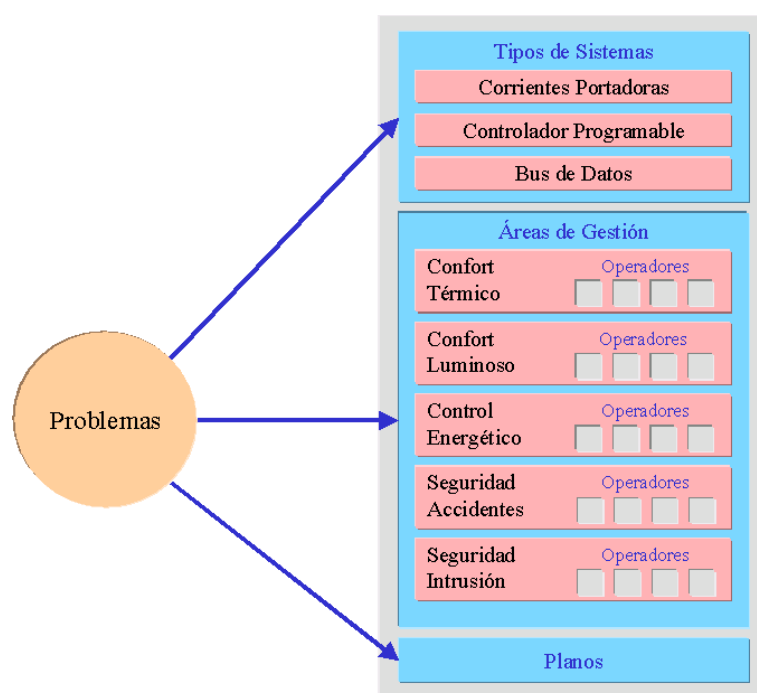 Tipos de Sistemas
Corrientes Portadoras
Controlador Programable
Bus de Datos
Áreas de Gestión
Confort
Térmico
Operadores
Confort
Luminoso
Operadores
Problemas
Control
Energético
Operadores
Seguridad
Accidentes
Operadores
Seguridad
Intrusión
Operadores
Planos